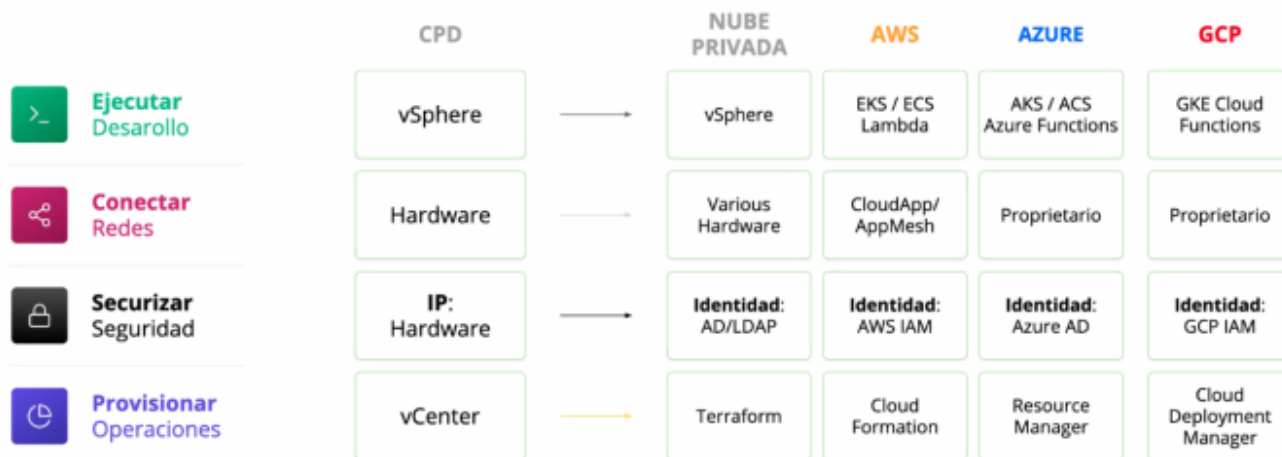 CPD
NUBE
PRIVADA
AWS
AZURE
GCP
Ejecutar
Desarollo
vSphere
vSphere
EKS / ECS
Lambda
AKS / ACS
Azure Functions
GKE Cloud
Functions
Conectar
Redes
Hardware
Various
Hardware
CloudApp/
AppMesh
Proprietario
Proprietario
Securizar
Seguridad
IP:
Hardware
Identidad:
AD/LDAP
Identidad:
AWS IAM
Identidad:
Azure AD
Identidad:
GCP IAM
Provisionar
Operaciones
vCenter
Terraform
Cloud
Formation
Resource
Manager
Cloud
Deployment
Manager